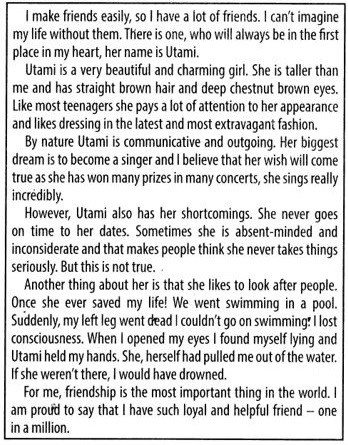 I make friends easily, so I have a lot of friends. I can't imagine
my life without them. There is one, who will always be in the first
place in my heart, her name is Utami.
Utami is a very beautiful and charming girl. She is taller than
me and has straight brown hair and deep chestnut brown eyes.
Like most teenagers she pays a lot of attention to her appearance
and likes dressing in the latest and most extravagant fashion.
By nature Utami is communicative and outgoing. Her biggest
dream is to become a singer and I believe that her wish will come
true as she has won many prizes in many concerts, she sings really
incredibly.
However, Utami also has her shortcomings. She never goes
on time to her dates. Sometimes she is absent-minded and
inconsiderate and that makes people think she never takes things
seriously. But this is not true.
Another thing about her is that she likes to look after people.
Once she ever saved my life! We went swimming in a pool.
Suddenly, my left leg went dead I couldn't go on swimming! I lost
consciousness. When I opened my eyes I found myself lying and
Utami held my hands. She, herself had pulled me out of the water.
If she weren't there, I would have drowned.
For me, friendship is the most important thing in the world. I
am proud to say that I have such loyal and helpful friend – one
in a million.